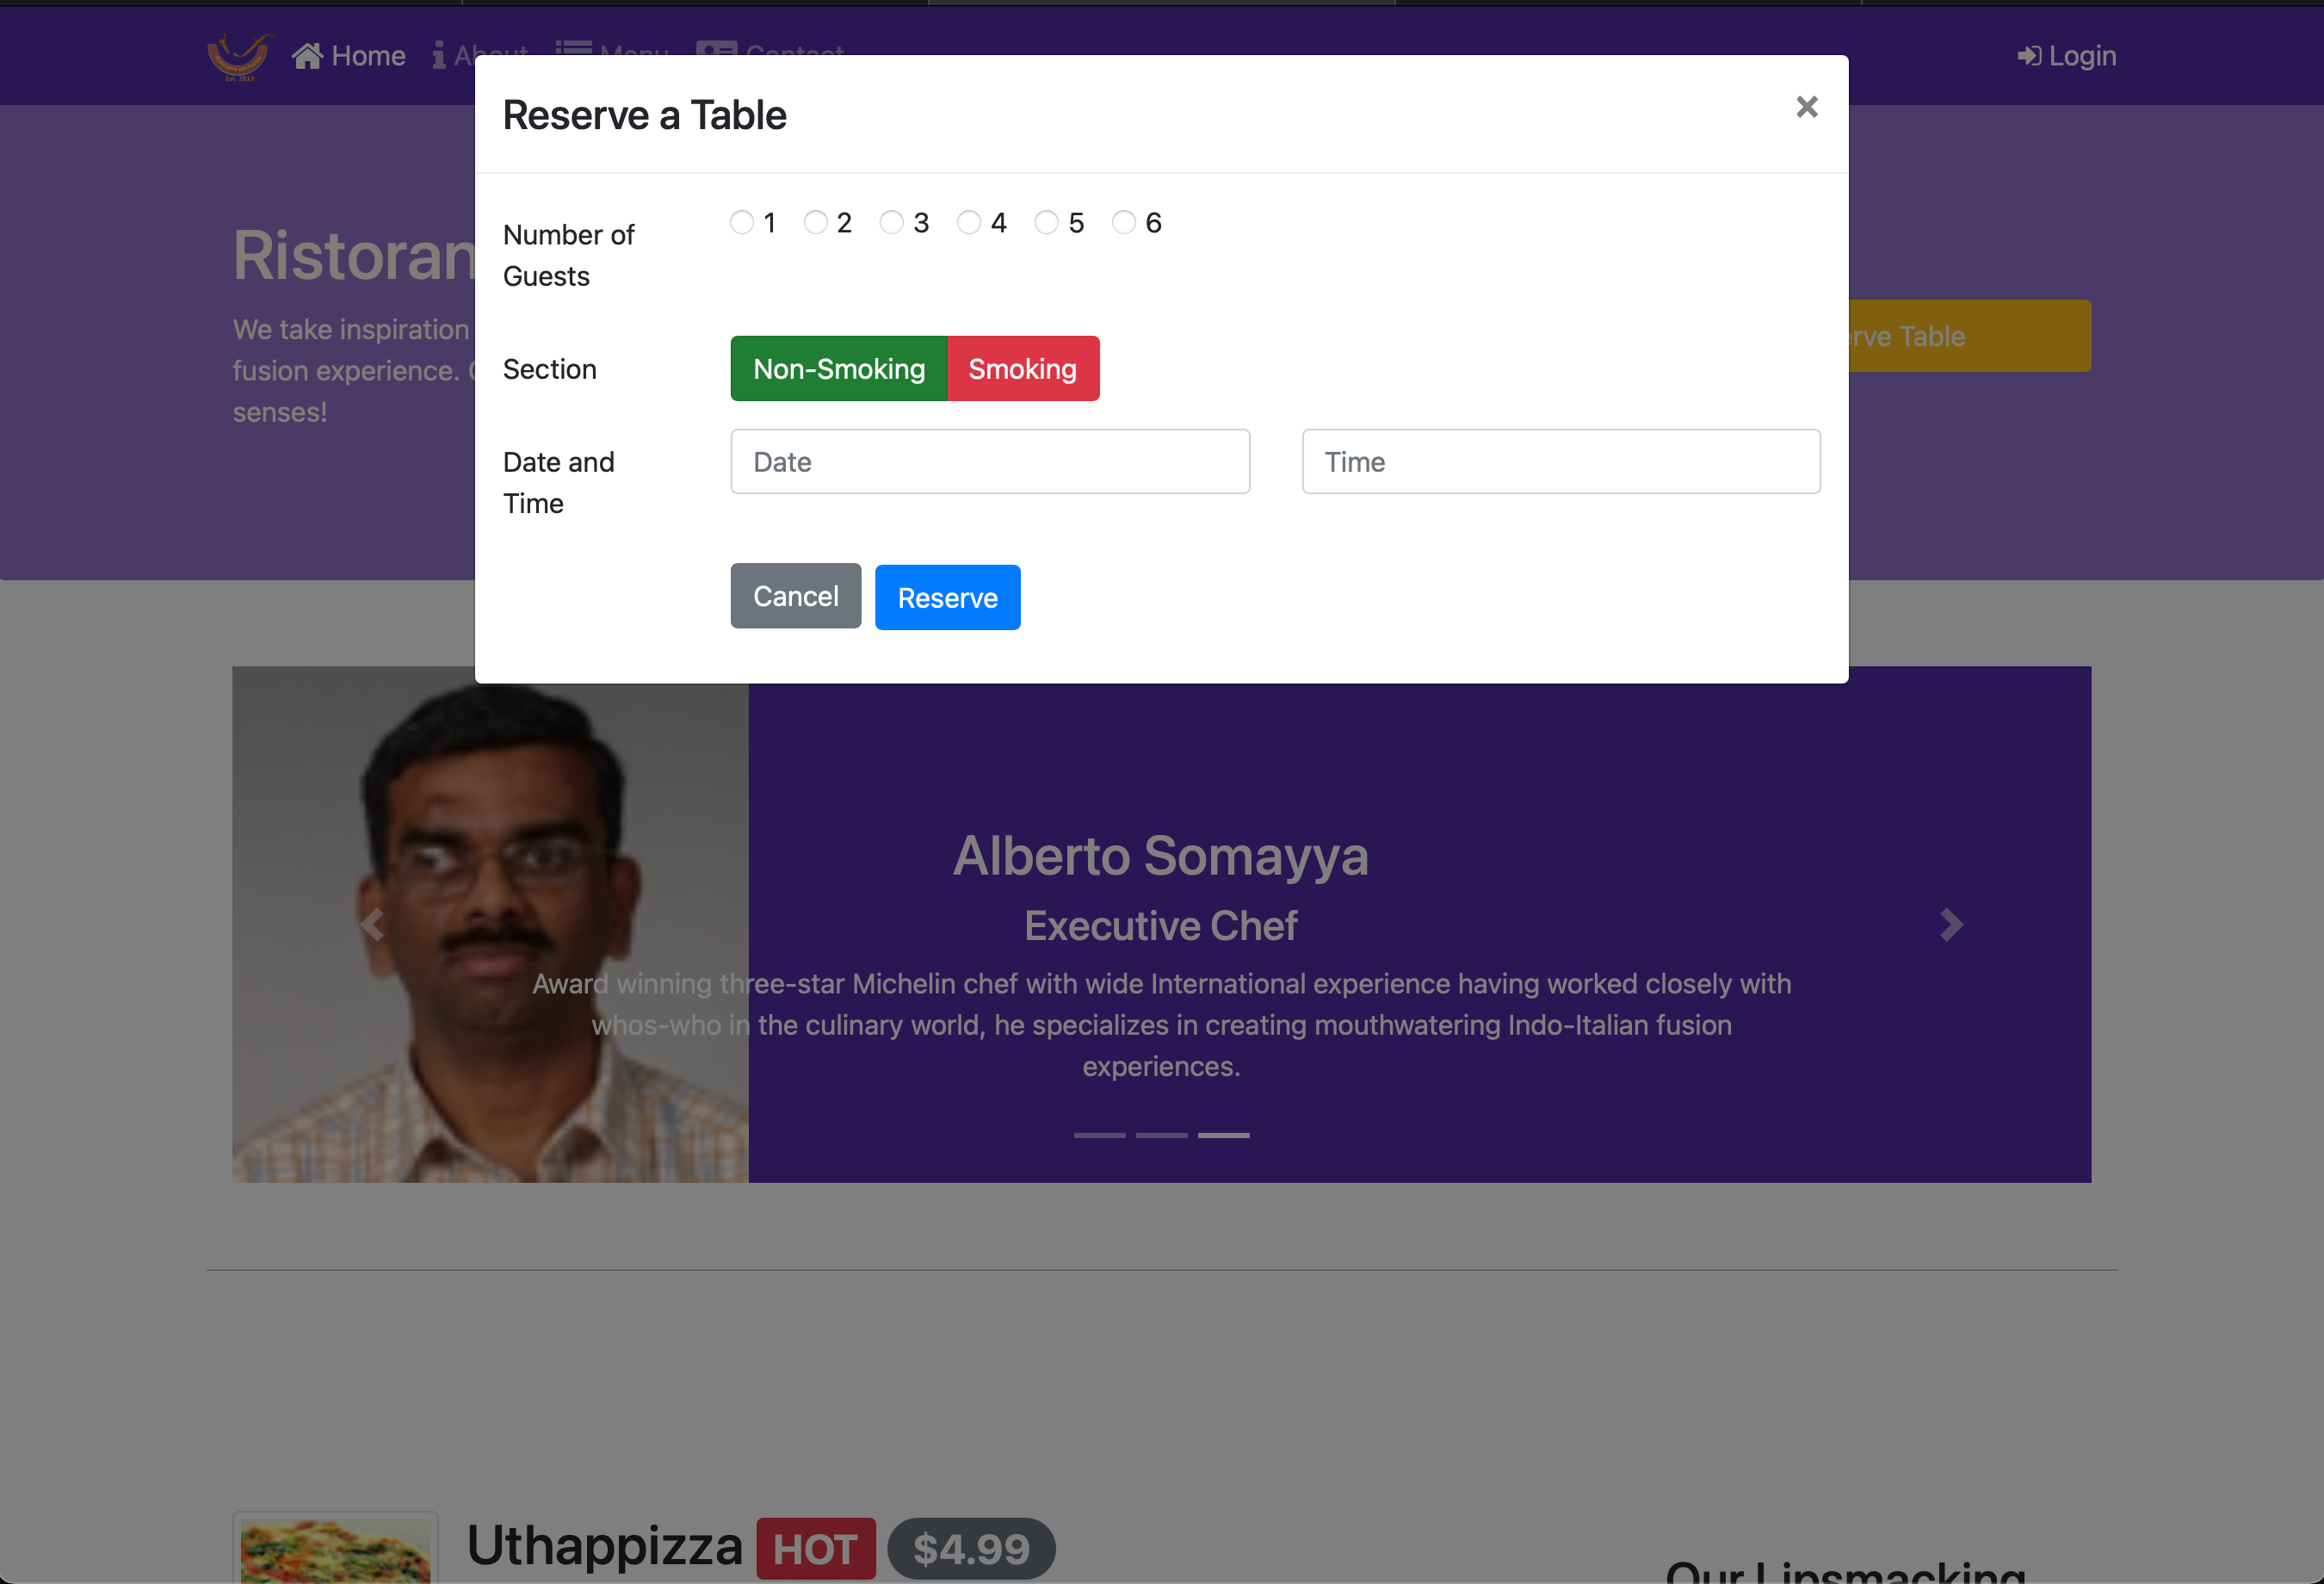 Home About Menu Contact Login
Reserve a Table
×
Number of
Guests
1 2 3 4 5 6
Section
Non-Smoking Smoking
Date and
Time
Date
Time
Cancel Reserve
Ristoran
We take inspiration
fusion experience.
senses!
erve Table
Alberto Somayya
Executive Chef
Award winning three-star Michelin chef with wide International experience having worked closely with
whos-who in the culinary world, he specializes in creating mouthwatering Indo-Italian fusion
experiences.
Uthappizza HOT $4.99
Our Lipsmacking